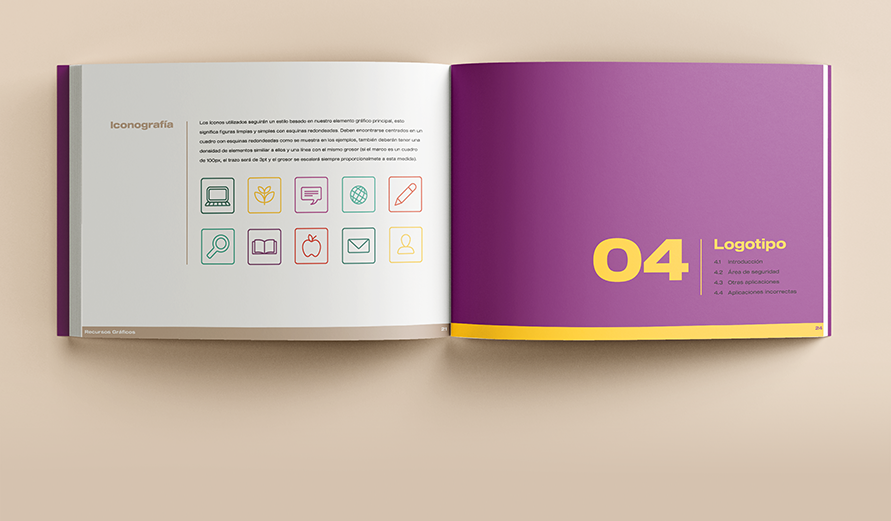 Iconografía
Los íconos utilizados seguirán un estilo basado en nuestro elemento gráfico principal, esto
significa figuras limpias y simples con esquinas redondeadas. Deben encontrarse centrados en un
cuadro con esquinas redondeadas como se muestra en los ejemplos, también deberán tener una
densidad de elementos similar a ellos y una línea con el mismo grosor (si el marco es un cuadro
de 100px, el trazo será de 3pt y el grosor se escalará siempre proporcionalmete a esta medida)
Recursos Gráficos
21
04
Logotipo
4.1 Introducción
4.2 Área de seguridad
4.3 Otras aplicaciones
4.4 Aplicaciones incorrectas
24